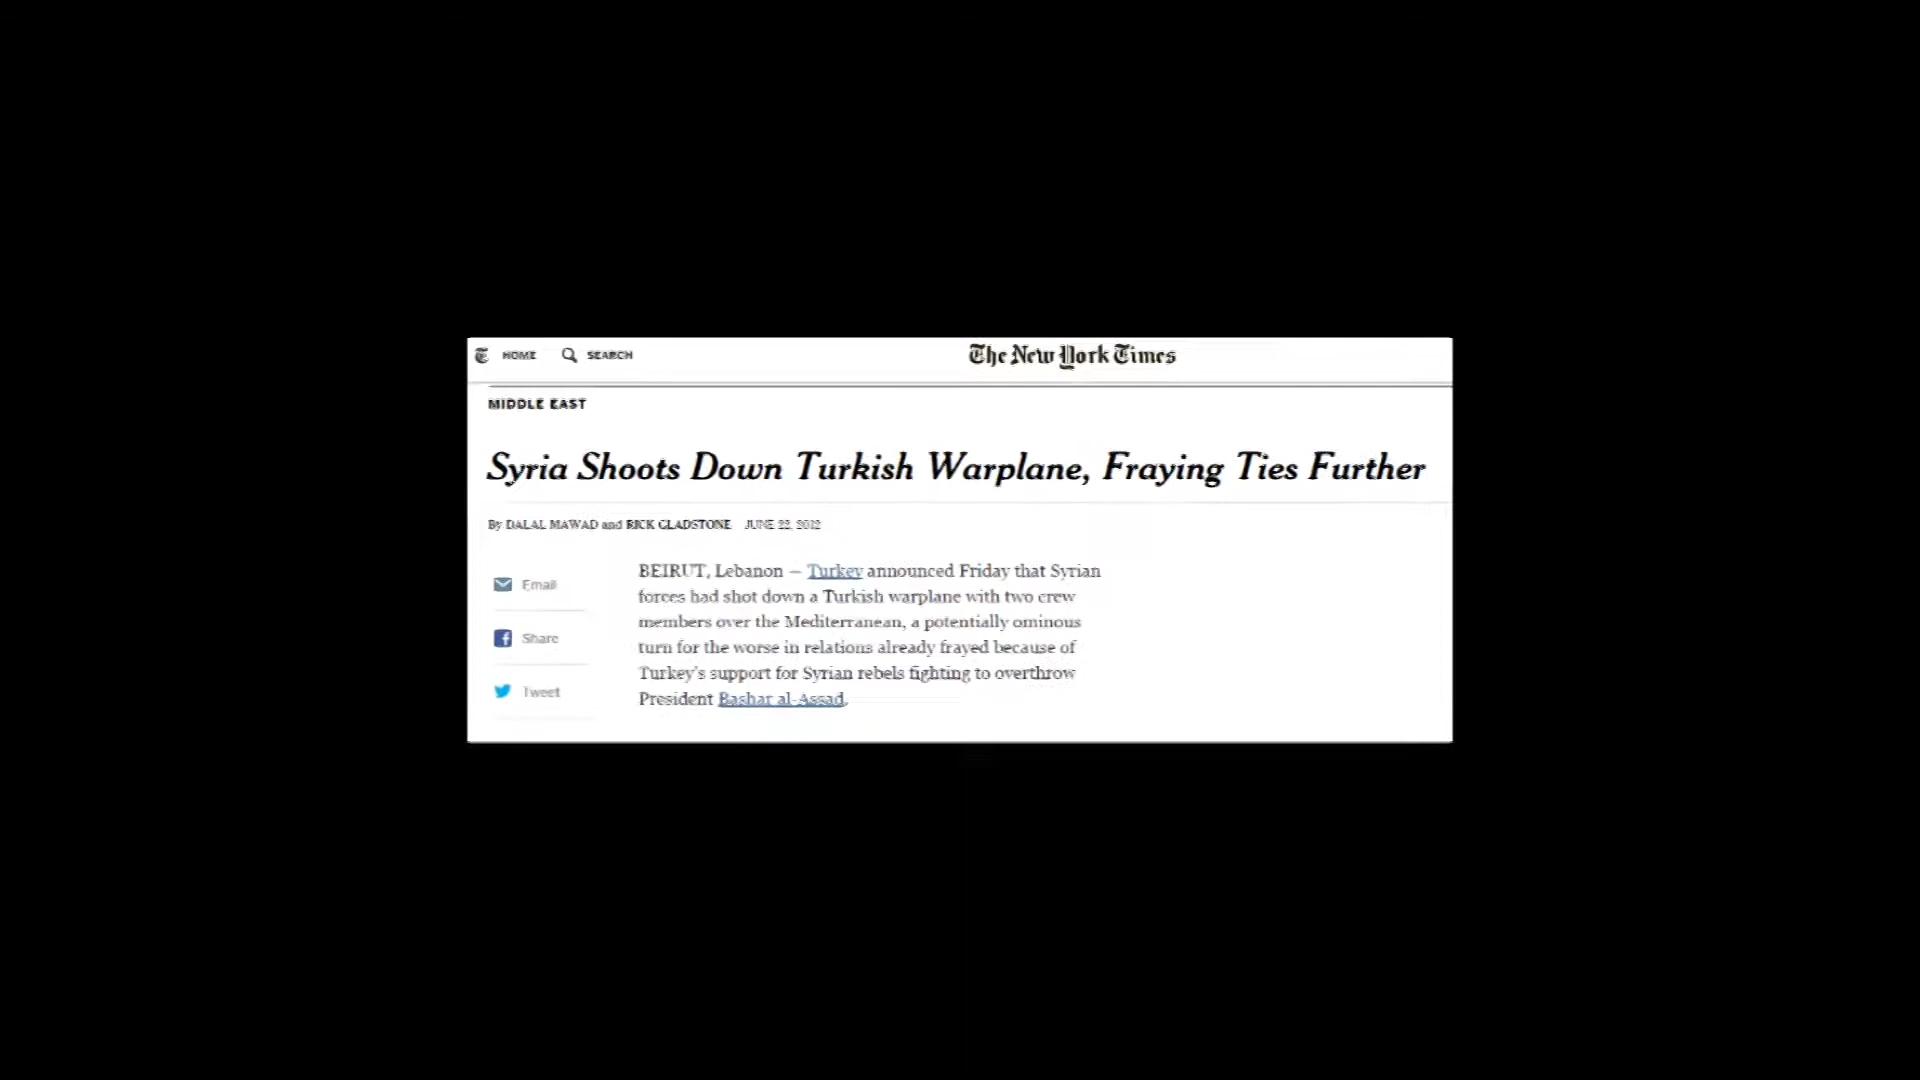 HOME SEARCH The New York Times
MIDDLE EAST
Syria Shoots Down Turkish Warplane, Fraying Ties Further
By DALAL MAWAD and RICK GLADSTONE JUNE 22, 2012
BEIRUT, Lebanon — Turkey announced Friday that Syrian
forces had shot down a Turkish warplane with two crew
members over the Mediterranean, a potentially ominous
turn for the worse in relations already frayed because of
Turkey's support for Syrian rebels fighting to overthrow
President Bashar al-Assad.
Email
Share
Tweet